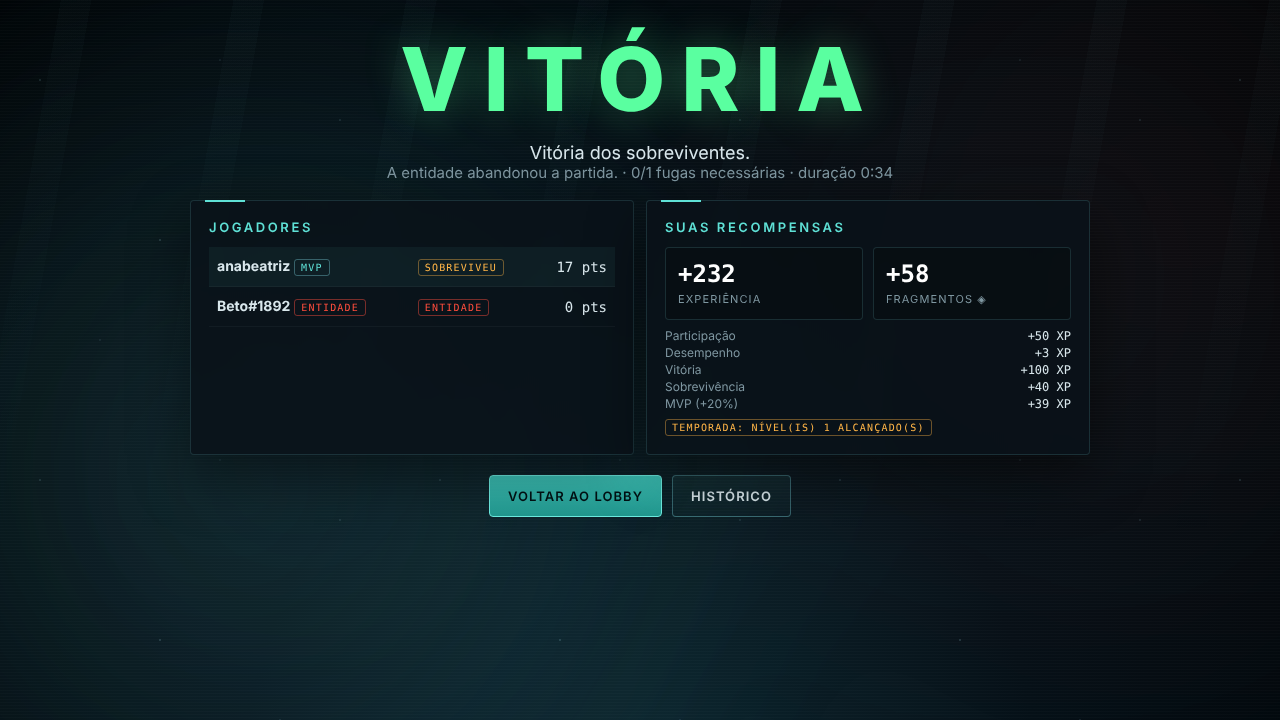 VITÓRIA
Vitória dos sobreviventes.
A entidade abandonou a partida. · 0/1 fugas necessárias · duração 0:34
JOGADORES
anabeatriz MVP SOBREVIVEU 17 pts
Beto#1892 ENTIDADE ENTIDADE 0 pts
SUAS RECOMPENSAS
+232
EXPERIÊNCIA
+58
FRAGMENTOS ◈
Participação +50 XP
Desempenho +3 XP
Vitória +100 XP
Sobrevivência +40 XP
MVP (+20%) +39 XP
TEMPORADA: NÍVEL(IS) 1 ALCANÇADO(S)
VOLTAR AO LOBBY
HISTÓRICO